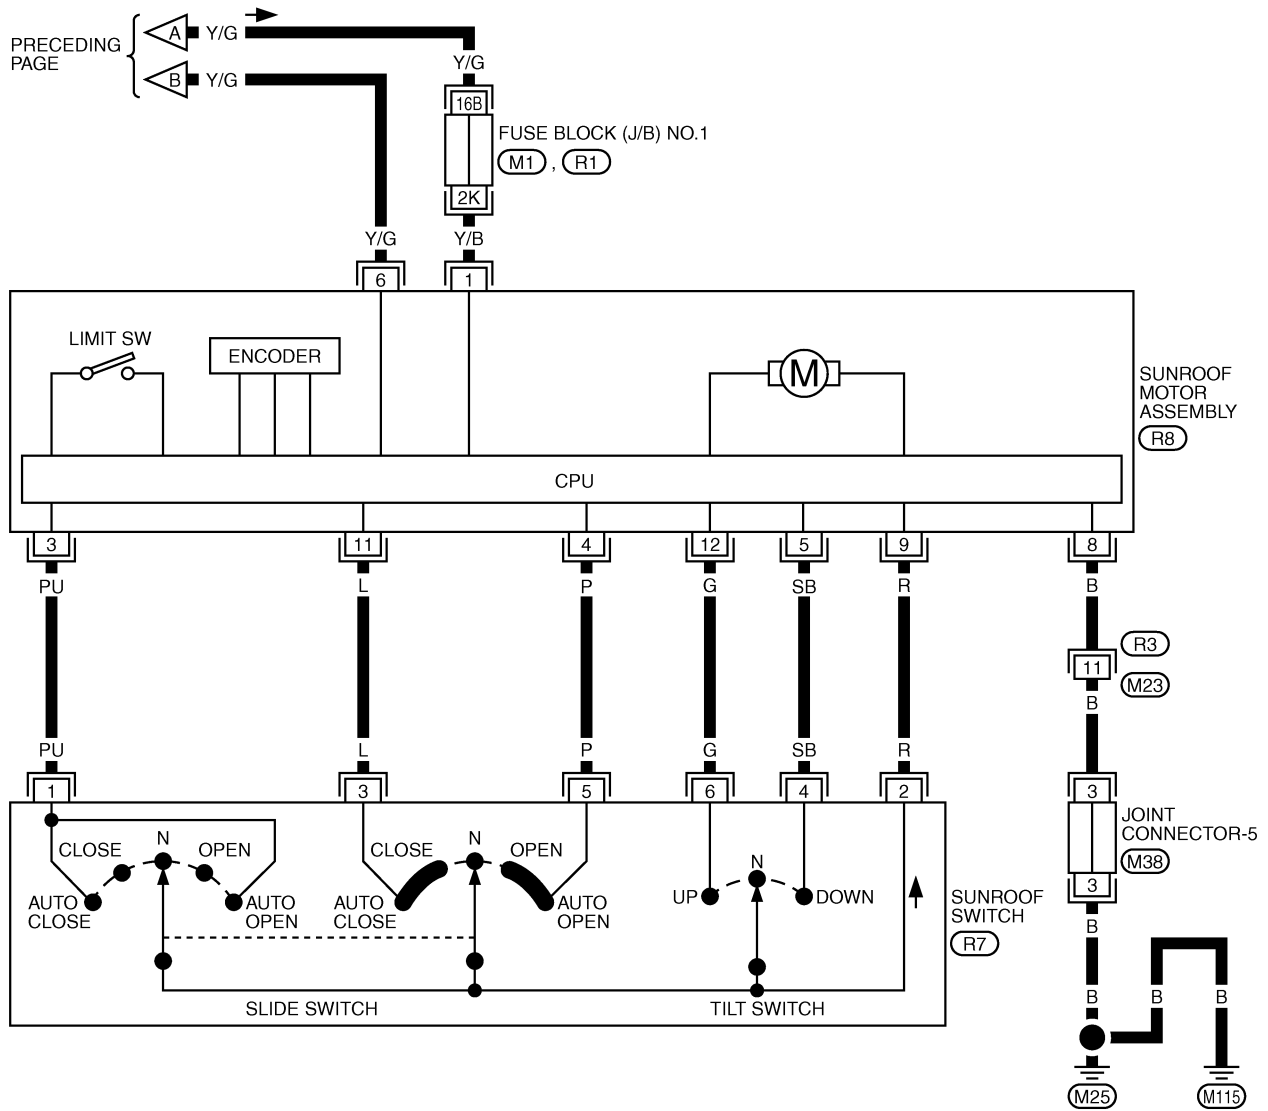 PRECEDING
PAGE
A
Y/G
B
Y/G
Y/G
16B
FUSE BLOCK (J/B) NO.1
M1 , R1
2K
Y/G
Y/B
6
1
LIMIT SW
ENCODER
M
SUNROOF
MOTOR
ASSEMBLY
R8
CPU
3
11
4
12
5
9
8
PU
L
P
G
SB
R
B
R3
11
M23
B
PU
L
P
G
SB
R
1
3
5
6
4
2
3
JOINT
CONNECTOR-5
M38
3
CLOSE
N
OPEN
AUTO
CLOSE
AUTO
OPEN
CLOSE
N
OPEN
AUTO
CLOSE
AUTO
OPEN
N
UP
DOWN
SUNROOF
SWITCH
R7
SLIDE SWITCH
TILT SWITCH
B
B
B
B
M25
M115